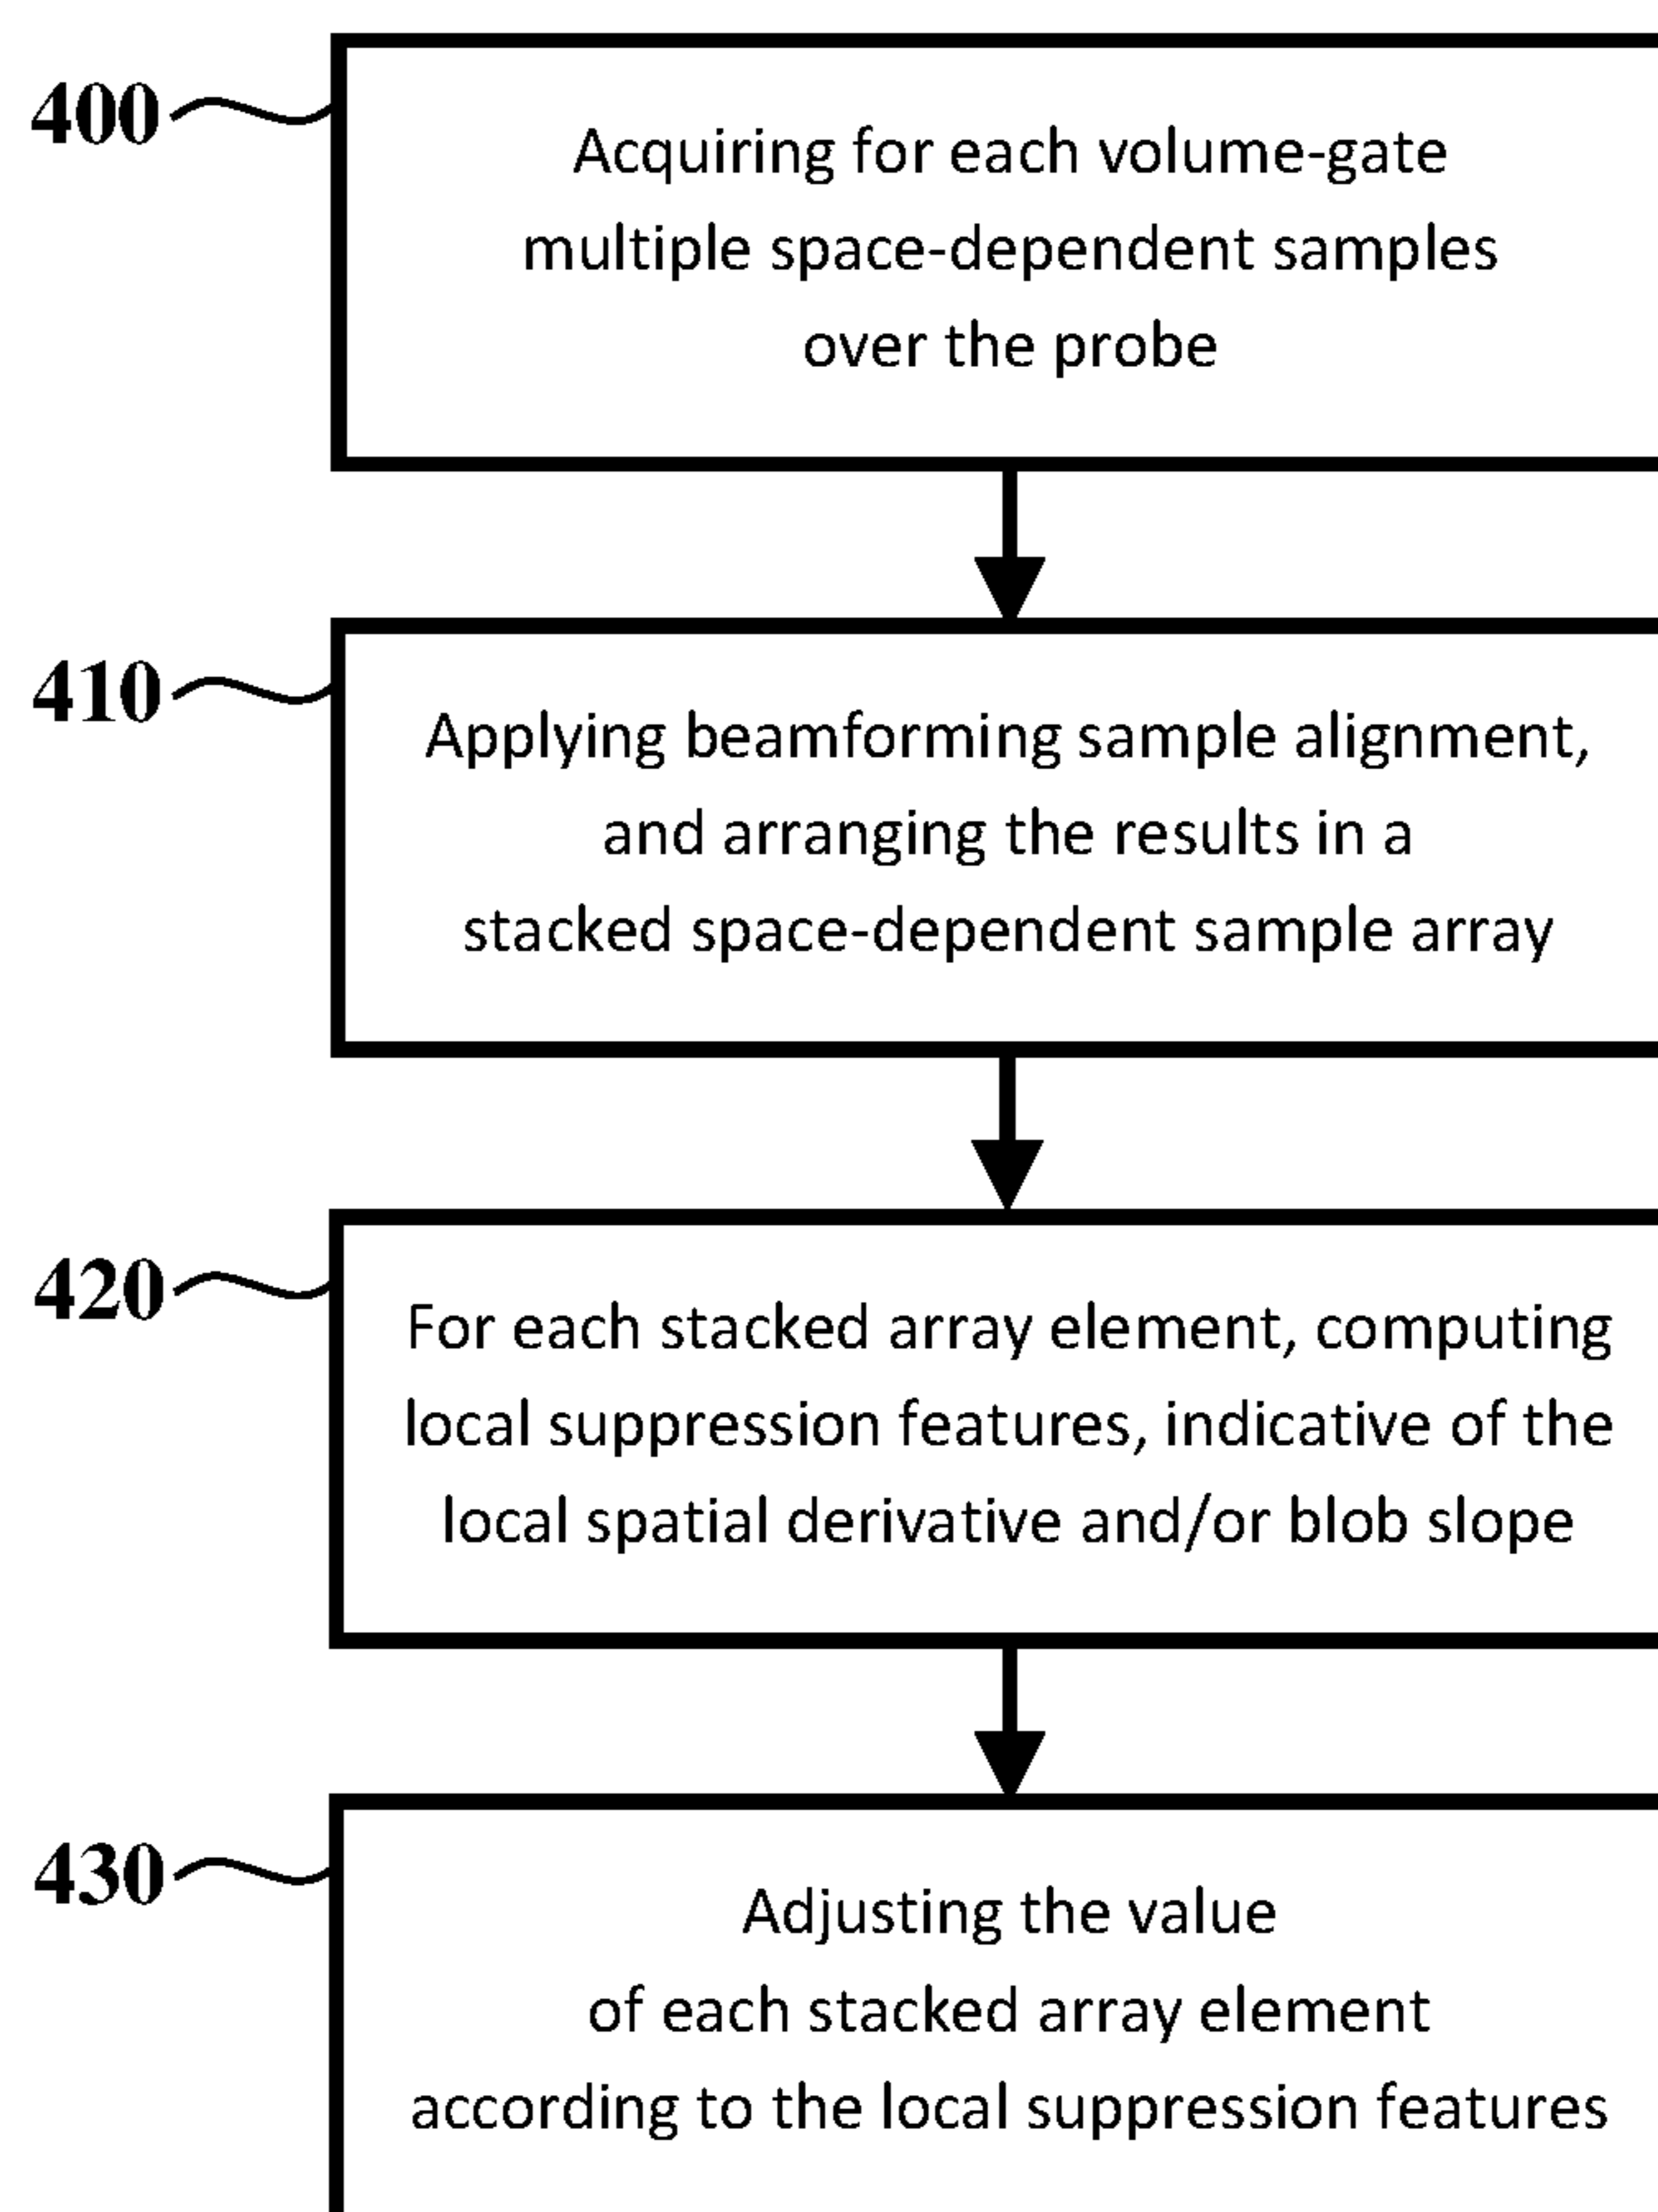 400
Acquiring for each volume-gate
multiple space-dependent samples
over the probe
410
Applying beamforming sample alignment,
and arranging the results in a
stacked space-dependent sample array
420
For each stacked array element, computing
local suppression features, indicative of the
local spatial derivative and/or blob slope
430
Adjusting the value
of each stacked array element
according to the local suppression features